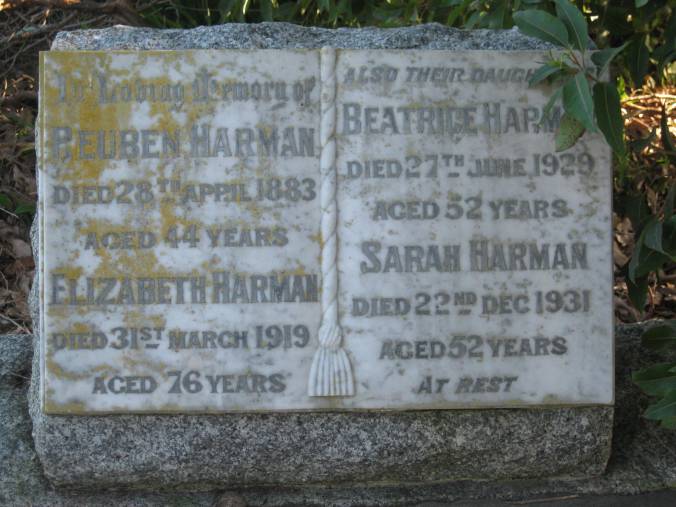 In Loving Memory of
REUBEN HARMAN
DIED 28TH APRIL 1883
AGED 44 YEARS
ELIZABETH HARMAN
DIED 31ST MARCH 1919
AGED 76 YEARS
ALSO THEIR
BEATRICE
DIED 27TH JUNE 1929
AGED 52 YEARS
SARAH HARMAN
DIED 22ND DEC 1931
AGED 52 YEARS
AT REST